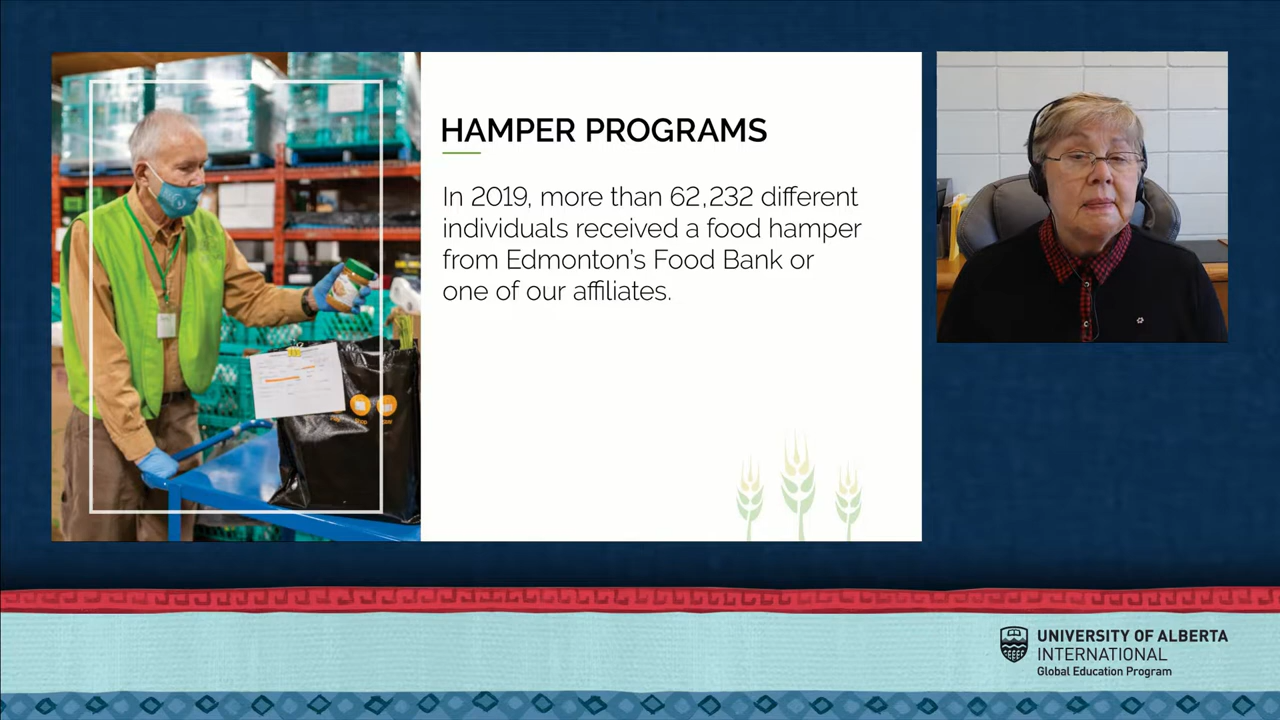 HAMPER PROGRAMS
In 2019, more than 62,232 different
individuals received a food hamper
from Edmonton's Food Bank or
one of our affiliates.
UNIVERSITY OF ALBERTA
INTERNATIONAL
Global Education Program